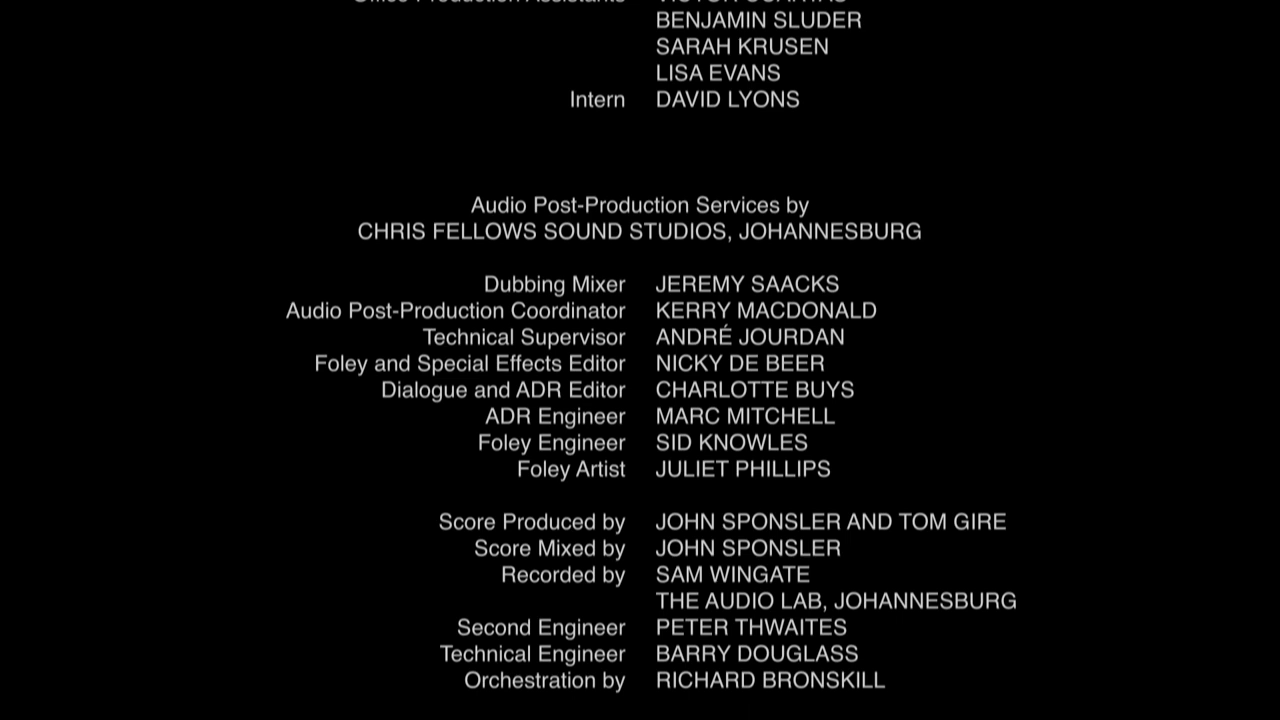 Office Production Assistants
BENJAMIN SLUDER
SARAH KRUSEN
LISA EVANS
Intern DAVID LYONS
Audio Post-Production Services by
CHRIS FELLOWS SOUND STUDIOS, JOHANNESBURG
Dubbing Mixer JEREMY SAACKS
Audio Post-Production Coordinator KERRY MACDONALD
Technical Supervisor ANDRÉ JOURDAN
Foley and Special Effects Editor NICKY DE BEER
Dialogue and ADR Editor CHARLOTTE BUYS
ADR Engineer MARC MITCHELL
Foley Engineer SID KNOWLES
Foley Artist JULIET PHILLIPS
Score Produced by JOHN SPONSLER AND TOM GIRE
Score Mixed by JOHN SPONSLER
Recorded by SAM WINGATE
THE AUDIO LAB, JOHANNESBURG
Second Engineer PETER THWAITES
Technical Engineer BARRY DOUGLASS
Orchestration by RICHARD BRONSKILL